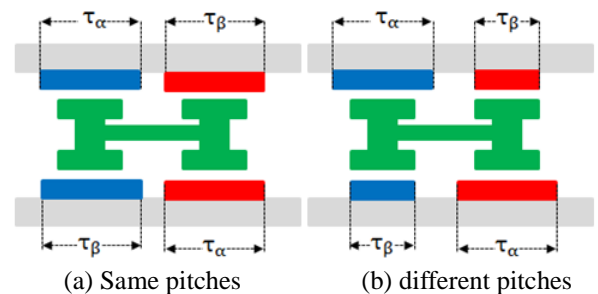 τα τβ τα τβ
τβ τα τβ τα
(a) Same pitches (b) different pitches